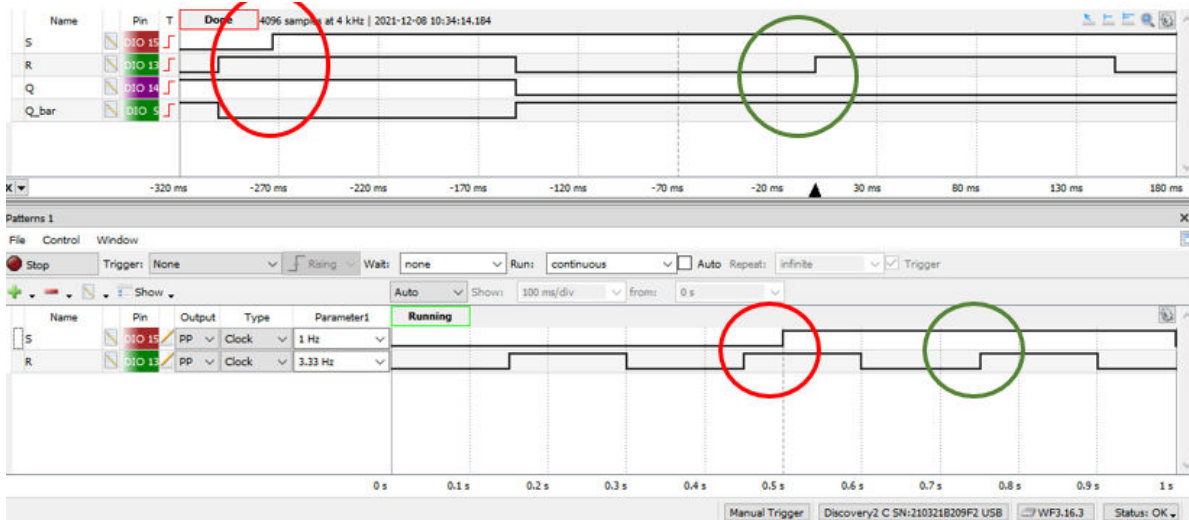 Name Pin T Done 4096 samples at 4 kHz | 2021-12-08 10:34:14.184
S DIO 15
R DIO 13
Q DIO 14
Q_bar DIO 9
X -320 ms -270 ms -220 ms -170 ms -120 ms -70 ms -20 ms 30 ms 80 ms 130 ms 180 ms
Patterns 1
File Control Window
Stop Trigger: None Rising Wait: none Run: continuous Auto Repeat: infinite Trigger
Show Auto Show: 100 ms/div from: 0 s
Name Pin Output Type Parameter1 Running
S DIO 15 PP Clock 1 Hz
R DIO 13 PP Clock 3.33 Hz
0 s 0.1 s 0.2 s 0.3 s 0.4 s 0.5 s 0.6 s 0.7 s 0.8 s 0.9 s 1 s
Manual Trigger Discovery2 C SN:210321B209F2 USB WF3.16.3 Status: OK